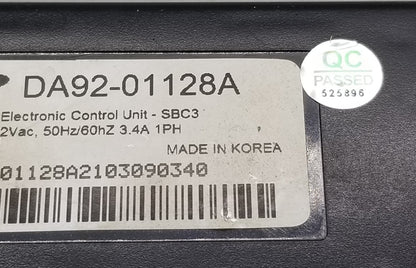 DA92-01128A
Electronic Control Unit - SBC3
2Vac, 50Hz/60hZ 3.4A 1PH
MADE IN KOREA
01128A2103090340
QC
PASSED
525896